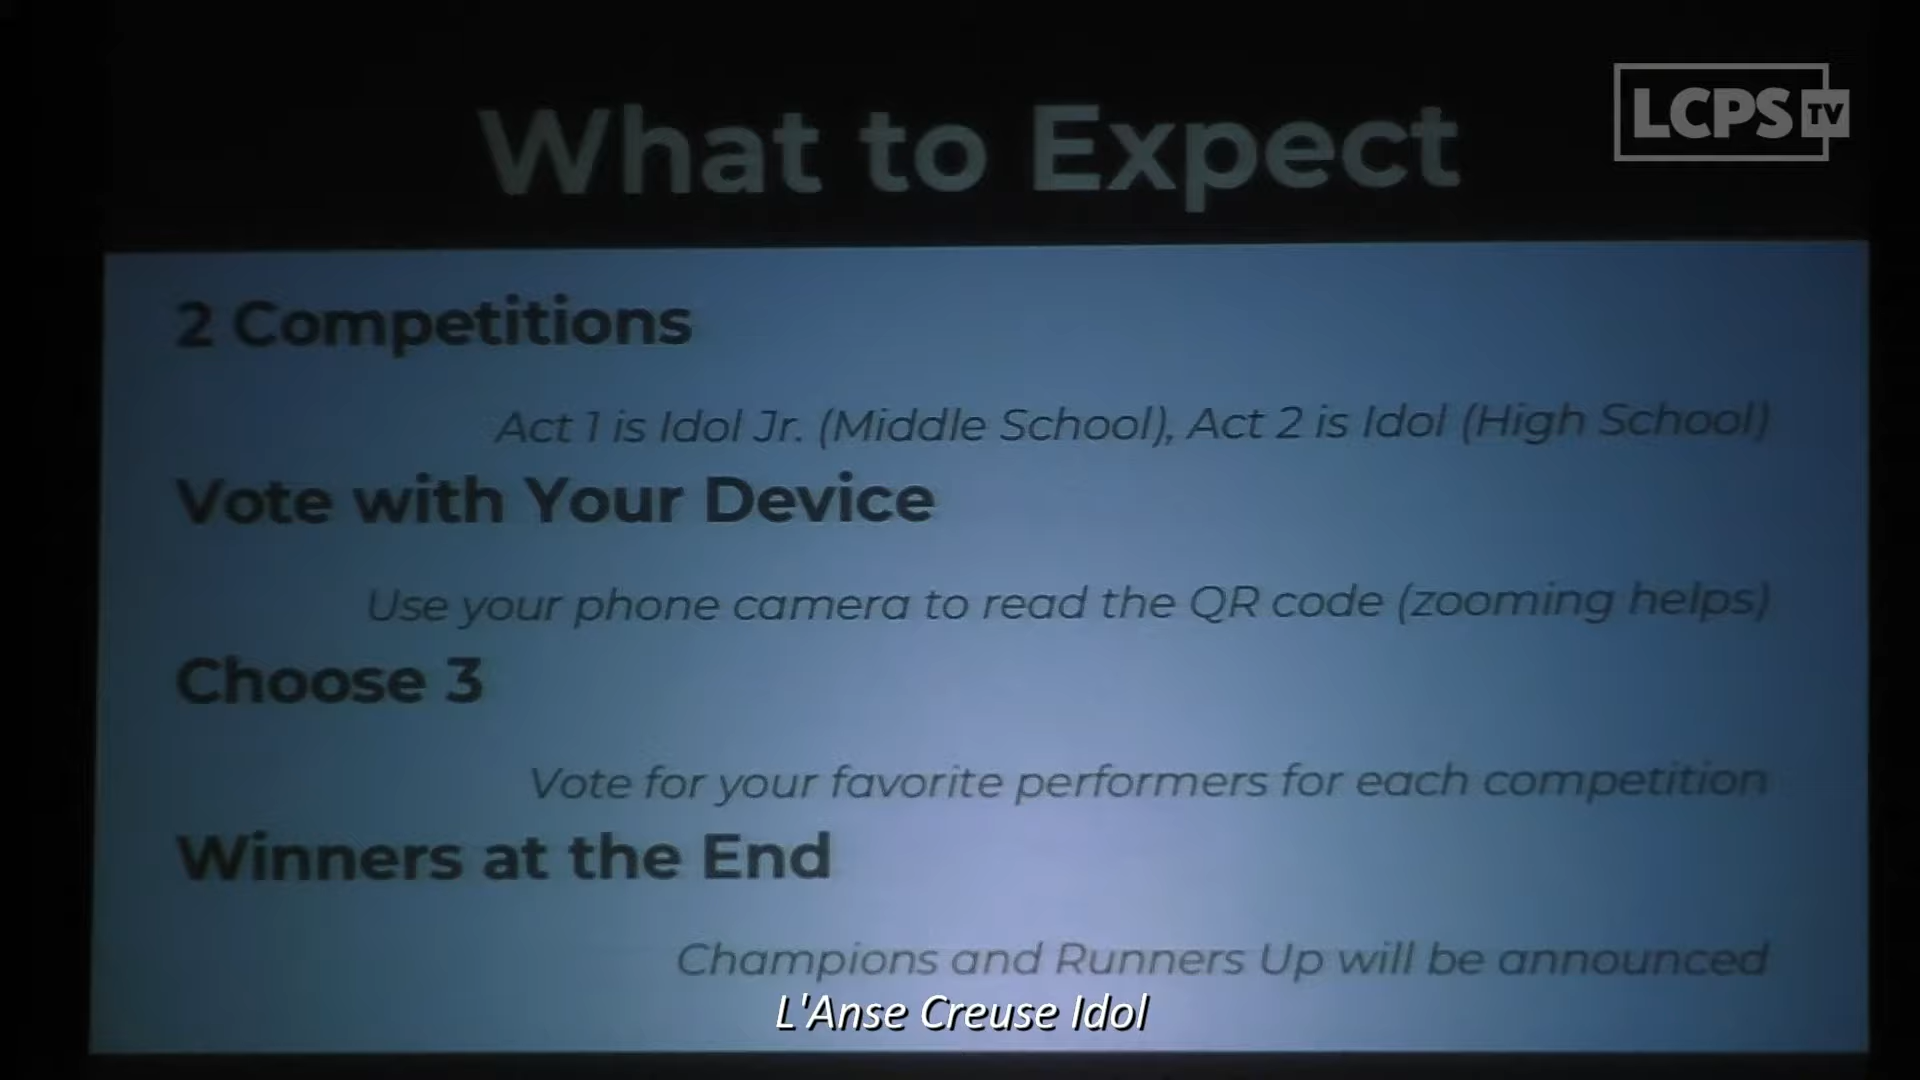 What to Expect
LCPS TV
2 Competitions
Act 1 is Idol Jr. (Middle School), Act 2 is Idol (High School)
Vote with Your Device
Use your phone camera to read the QR code (zooming helps)
Choose 3
Vote for your favorite performers for each competition
Winners at the End
Champions and Runners Up will be announced
L'Anse Creuse Idol